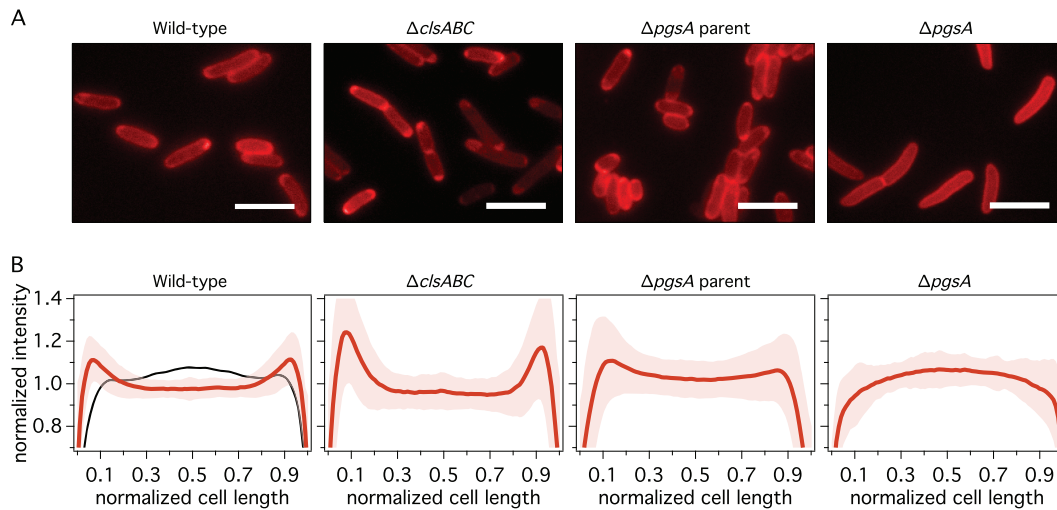 A
Wild-type
ΔclsABC
ΔpgsA parent
ΔpgsA
B
Wild-type
ΔclsABC
ΔpgsA parent
ΔpgsA
normalized intensity
1.4
1.2
1.0
0.8
0.1 0.3 0.5 0.7 0.9
0.1 0.3 0.5 0.7 0.9
0.1 0.3 0.5 0.7 0.9
0.1 0.3 0.5 0.7 0.9
normalized cell length
normalized cell length
normalized cell length
normalized cell length